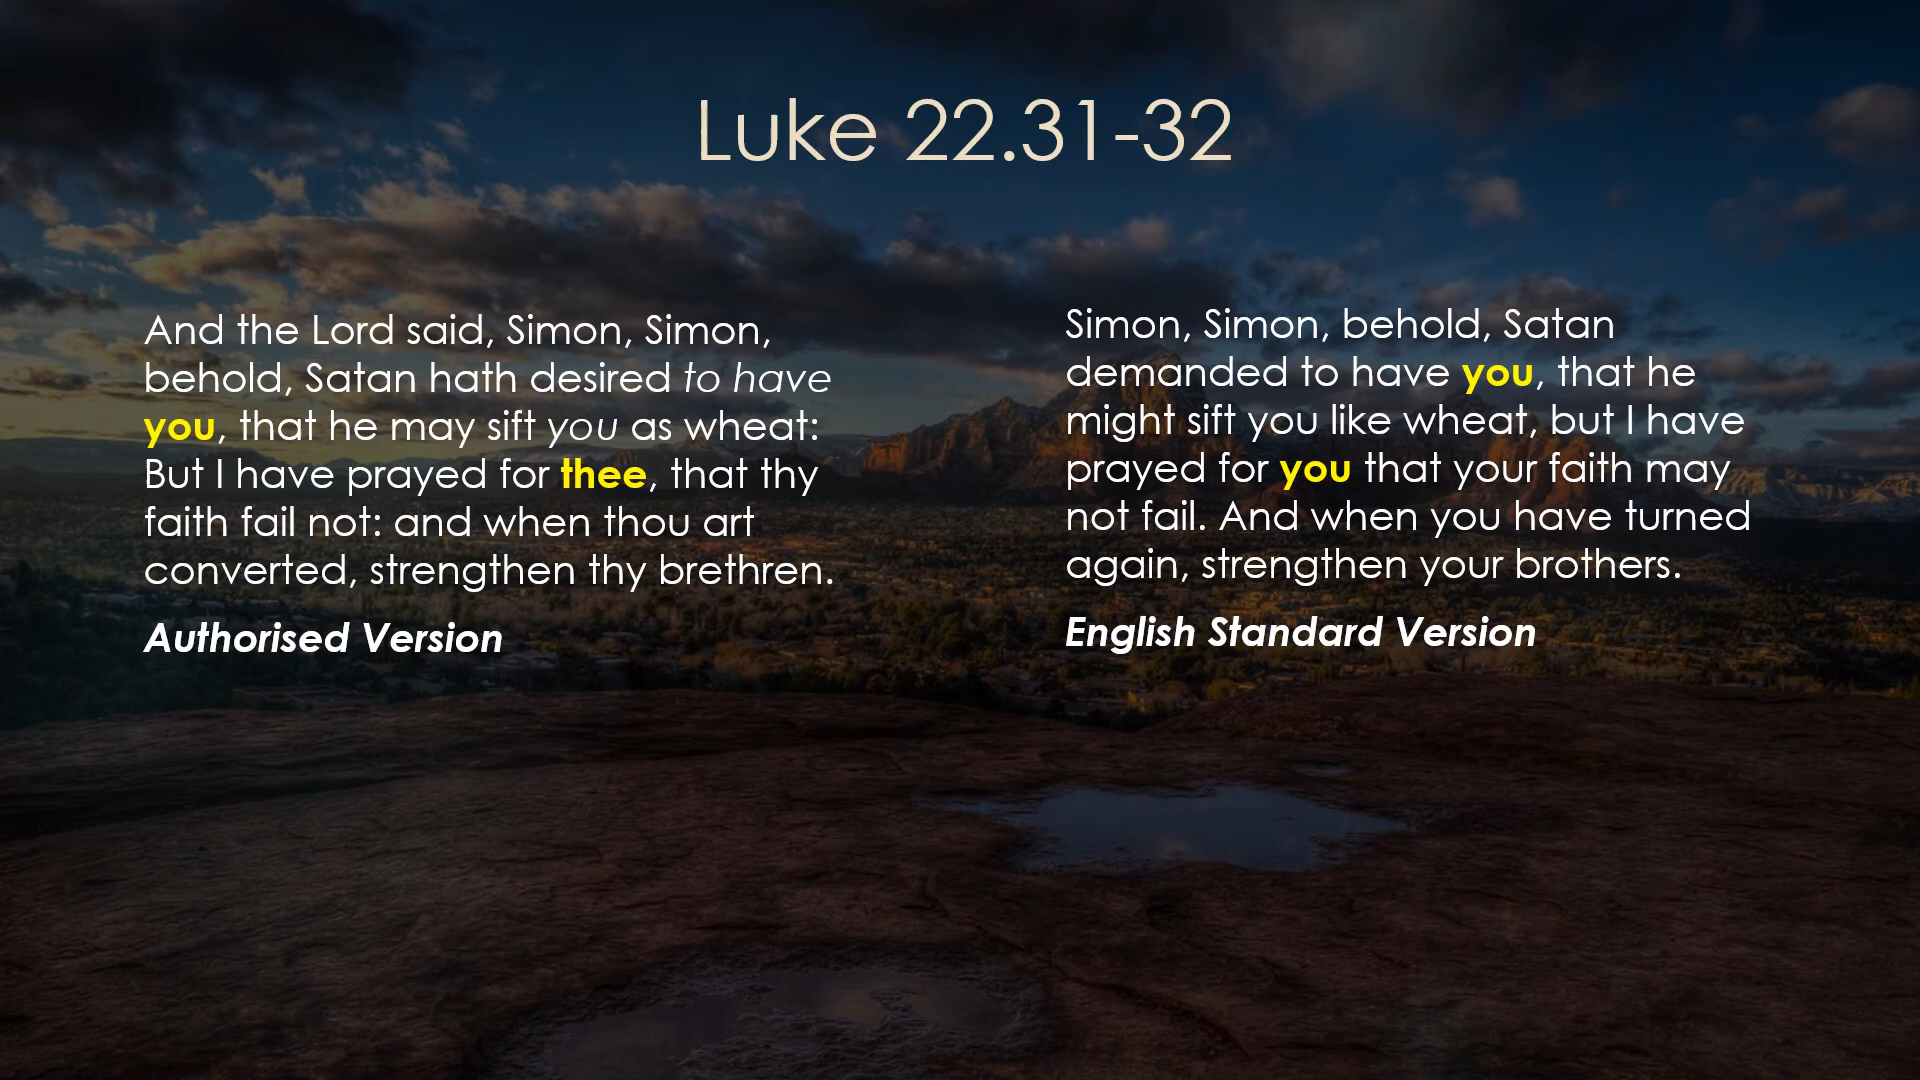 Luke 22.31-32
And the Lord said, Simon, Simon,
behold, Satan hath desired to have
you, that he may sift you as wheat:
But I have prayed for thee, that thy
faith fail not: and when thou art
converted, strengthen thy brethren.
Authorised Version
Simon, Simon, behold, Satan
demanded to have you, that he
might sift you like wheat, but I have
prayed for you that your faith may
not fail. And when you have turned
again, strengthen your brothers.
English Standard Version